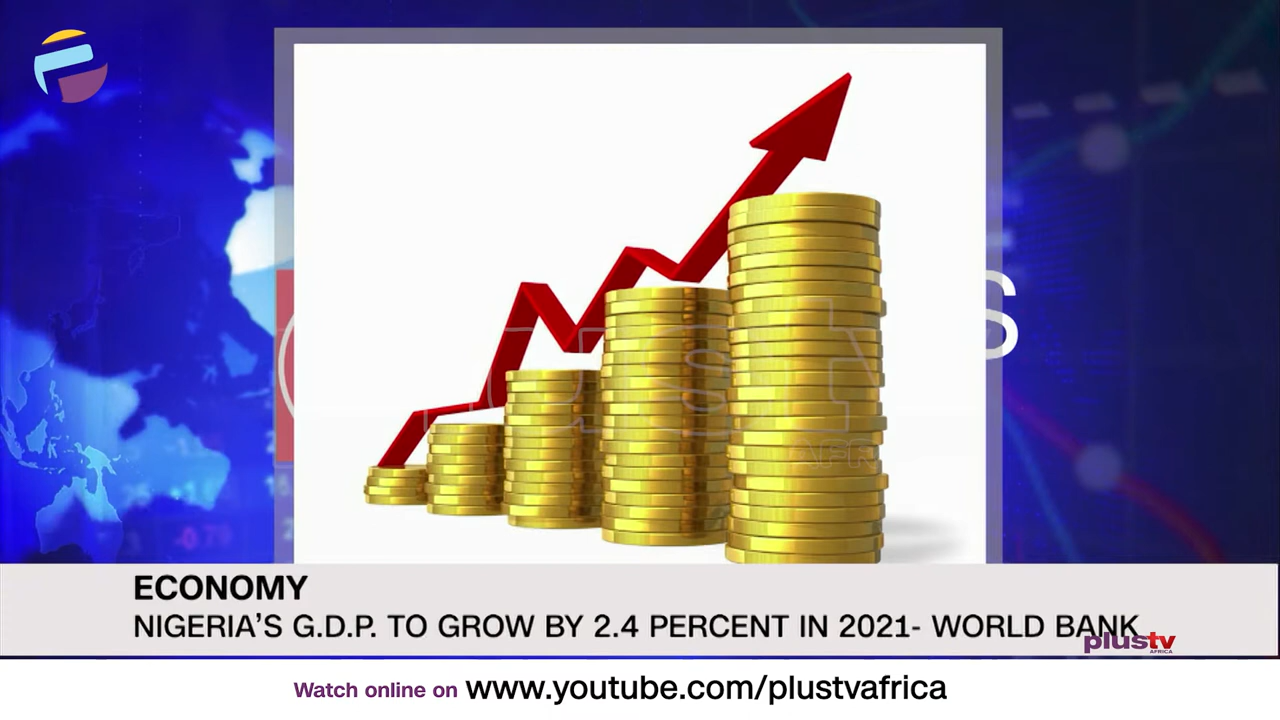 ECONOMY
NIGERIA'S G.D.P. TO GROW BY 2.4 PERCENT IN 2021- WORLD BANK
plustv
AFRICA
Watch online on www.youtube.com/plustvafrica